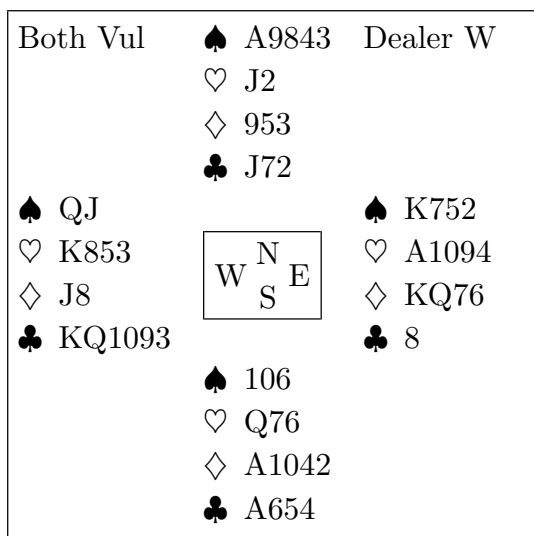 Both Vul ♠ A9843 Dealer W
♡ J2
♢ 953
♣ J72
♠ QJ ♠ K752
♡ K853 ♡ A1094
♢ J8 ♢ KQ76
♣ KQ1093 ♣ 8
N
W E
S
♠ 106
♡ Q76
♢ A1042
♣ A654